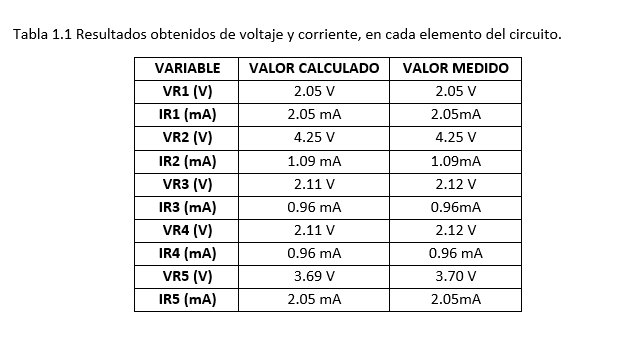 Tabla 1.1 Resultados obtenidos de voltaje y corriente, en cada elemento del circuito.
VARIABLE VALOR CALCULADO VALOR MEDIDO
VR1 (V) 2.05 V 2.05 V
IR1 (mA) 2.05 mA 2.05mA
VR2 (V) 4.25 V 4.25 V
IR2 (mA) 1.09 mA 1.09mA
VR3 (V) 2.11 V 2.12 V
IR3 (mA) 0.96 mA 0.96mA
VR4 (V) 2.11 V 2.12 V
IR4 (mA) 0.96 mA 0.96 mA
VR5 (V) 3.69 V 3.70 V
IR5 (mA) 2.05 mA 2.05mA